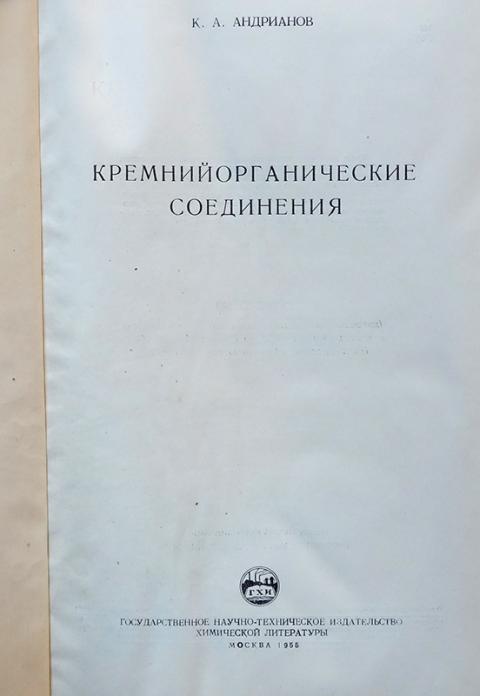 К. А. АНДРИАНОВ
КРЕМНИЙОРГАНИЧЕСКИЕ
СОЕДИНЕНИЯ
ГХИ
ГОСУДАРСТВЕННОЕ НАУЧНО-ТЕХНИЧЕСКОЕ ИЗДАТЕЛЬСТВО
ХИМИЧЕСКОЙ ЛИТЕРАТУРЫ
МОСКВА 1955